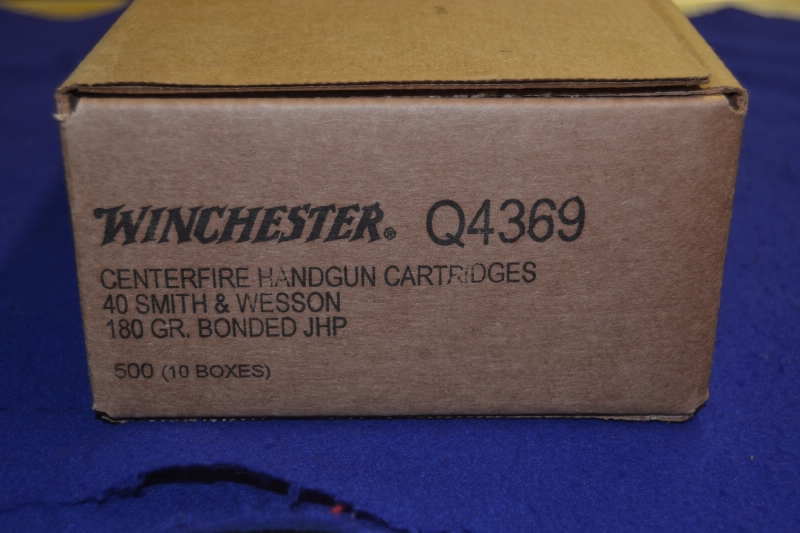 WINCHESTER® Q4369
CENTERFIRE HANDGUN CARTRIDGES
40 SMITH & WESSON
180 GR. BONDED JHP
500 (10 BOXES)